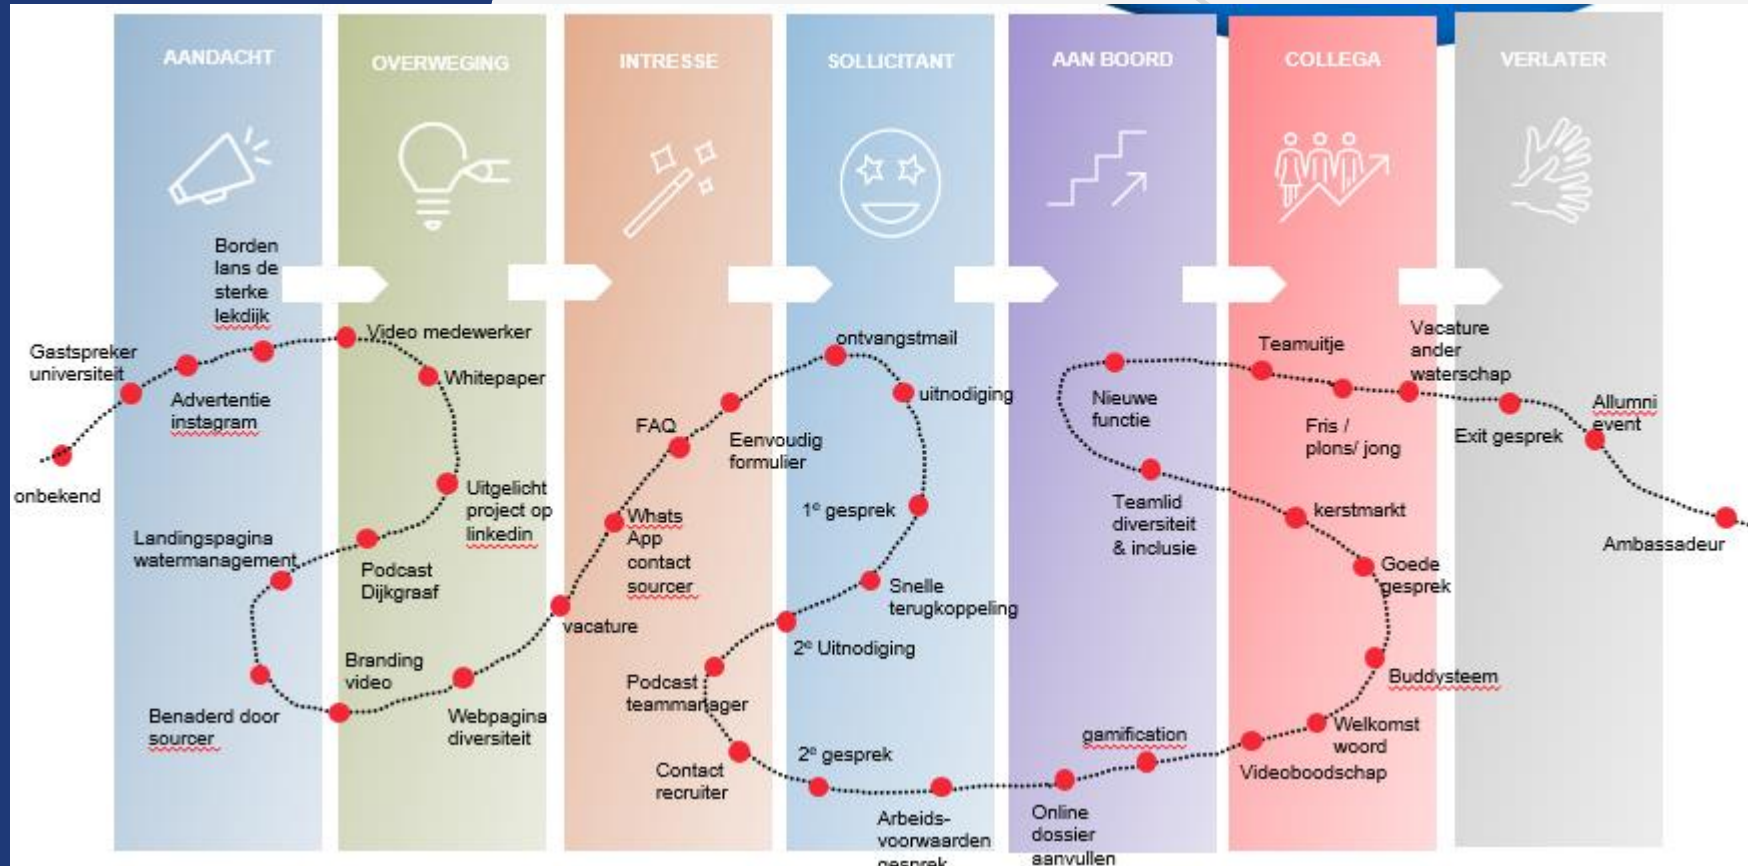 AANDACHT
OVERWEGING
INTRESSE
SOLLICITANT
AAN BOORD
COLLEGA
VERLATER
onbekend
Gastspreker
universiteit
Advertentie
instagram
Borden
lans de
sterke
lekdijk
Video medewerker
Whitepaper
Uitgelicht
project op
linkedin
Podcast
Dijkgraaf
Landingspagina
watermanagement
Benaderd door
sourcer
Branding
video
Webpagina
diversiteit
vacature
Whats
App
contact
sourcer
FAQ
Eenvoudig
formulier
ontvangstmail
uitnodiging
1e gesprek
Snelle
terugkoppeling
2e Uitnodiging
Podcast
teammanager
Contact
recruiter
2e gesprek
Arbeids-
voorwaarden
gesprek
Online
dossier
aanvullen
gamification
Videoboodschap
Welkomst
woord
Buddysteem
Goede
gesprek
kerstmarkt
Teamlid
diversiteit
& inclusie
Nieuwe
functie
Teamuitje
Fris /
plons/ jong
Vacature
ander
waterschap
Exit gesprek
Allumni
event
Ambassadeur